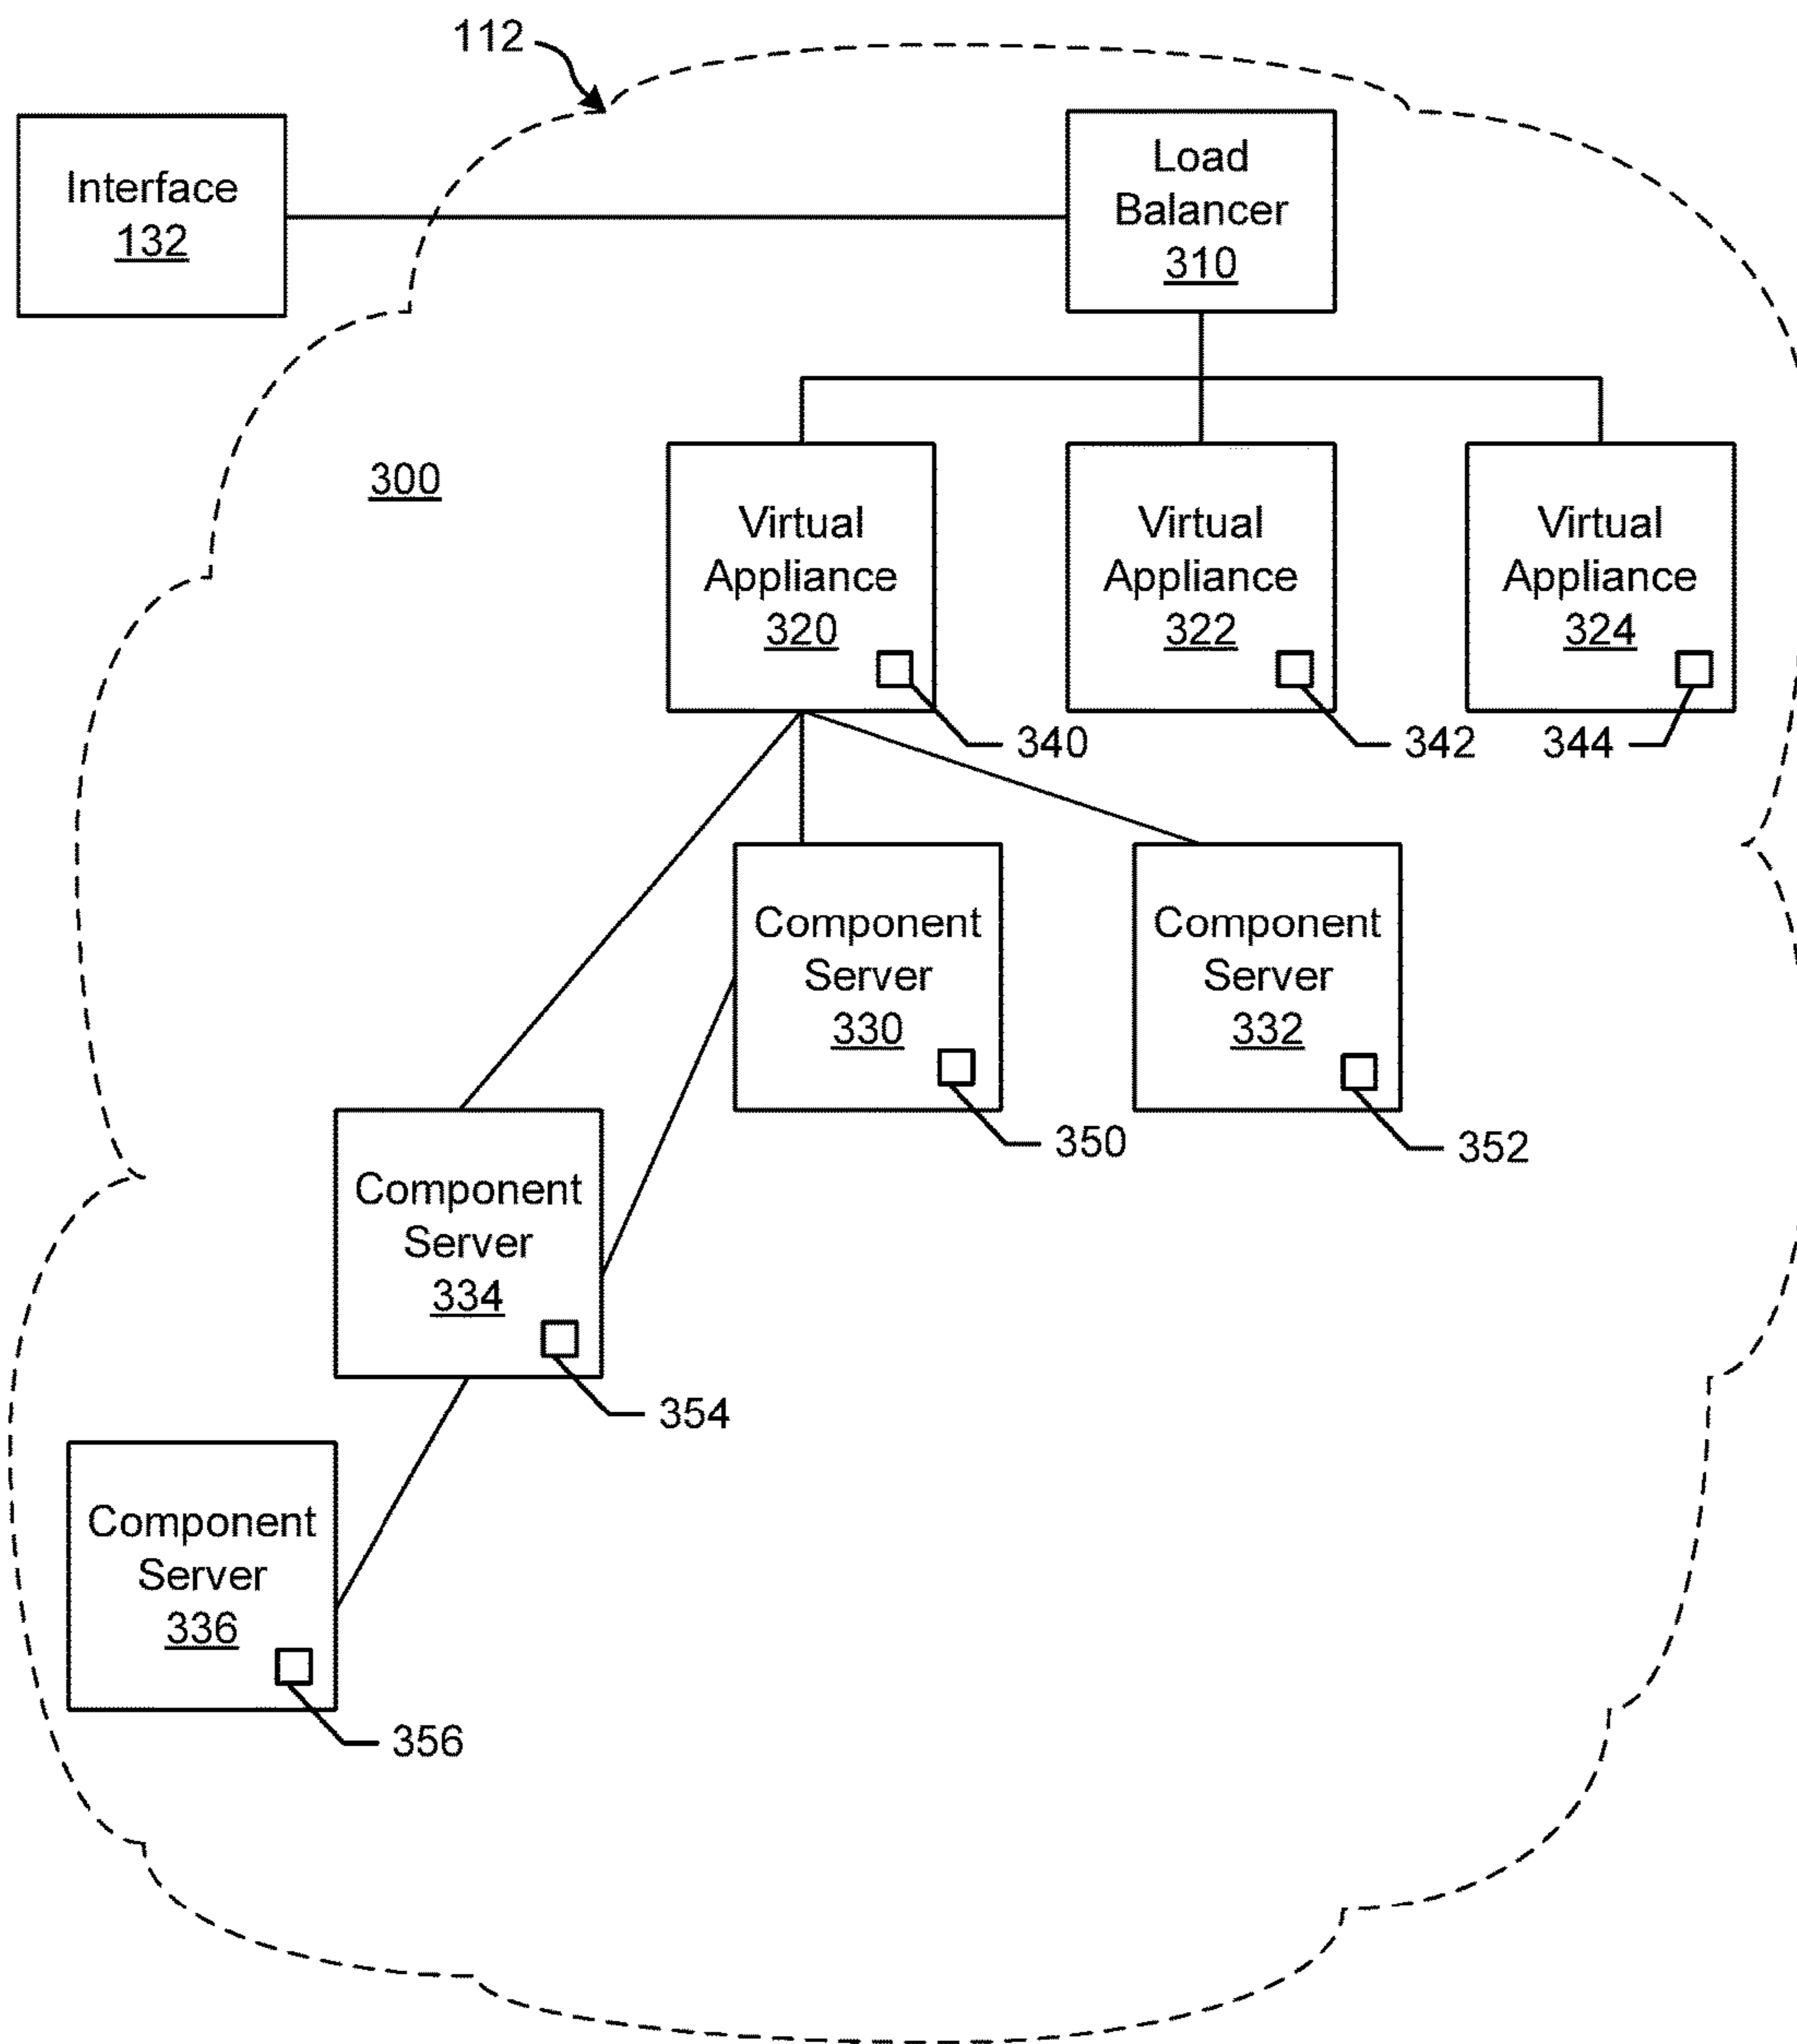 112
Interface
132
Load
Balancer
310
300
Virtual
Appliance
320
Virtual
Appliance
322
Virtual
Appliance
324
340
342
344
Component
Server
330
Component
Server
332
350
352
Component
Server
334
354
Component
Server
336
356